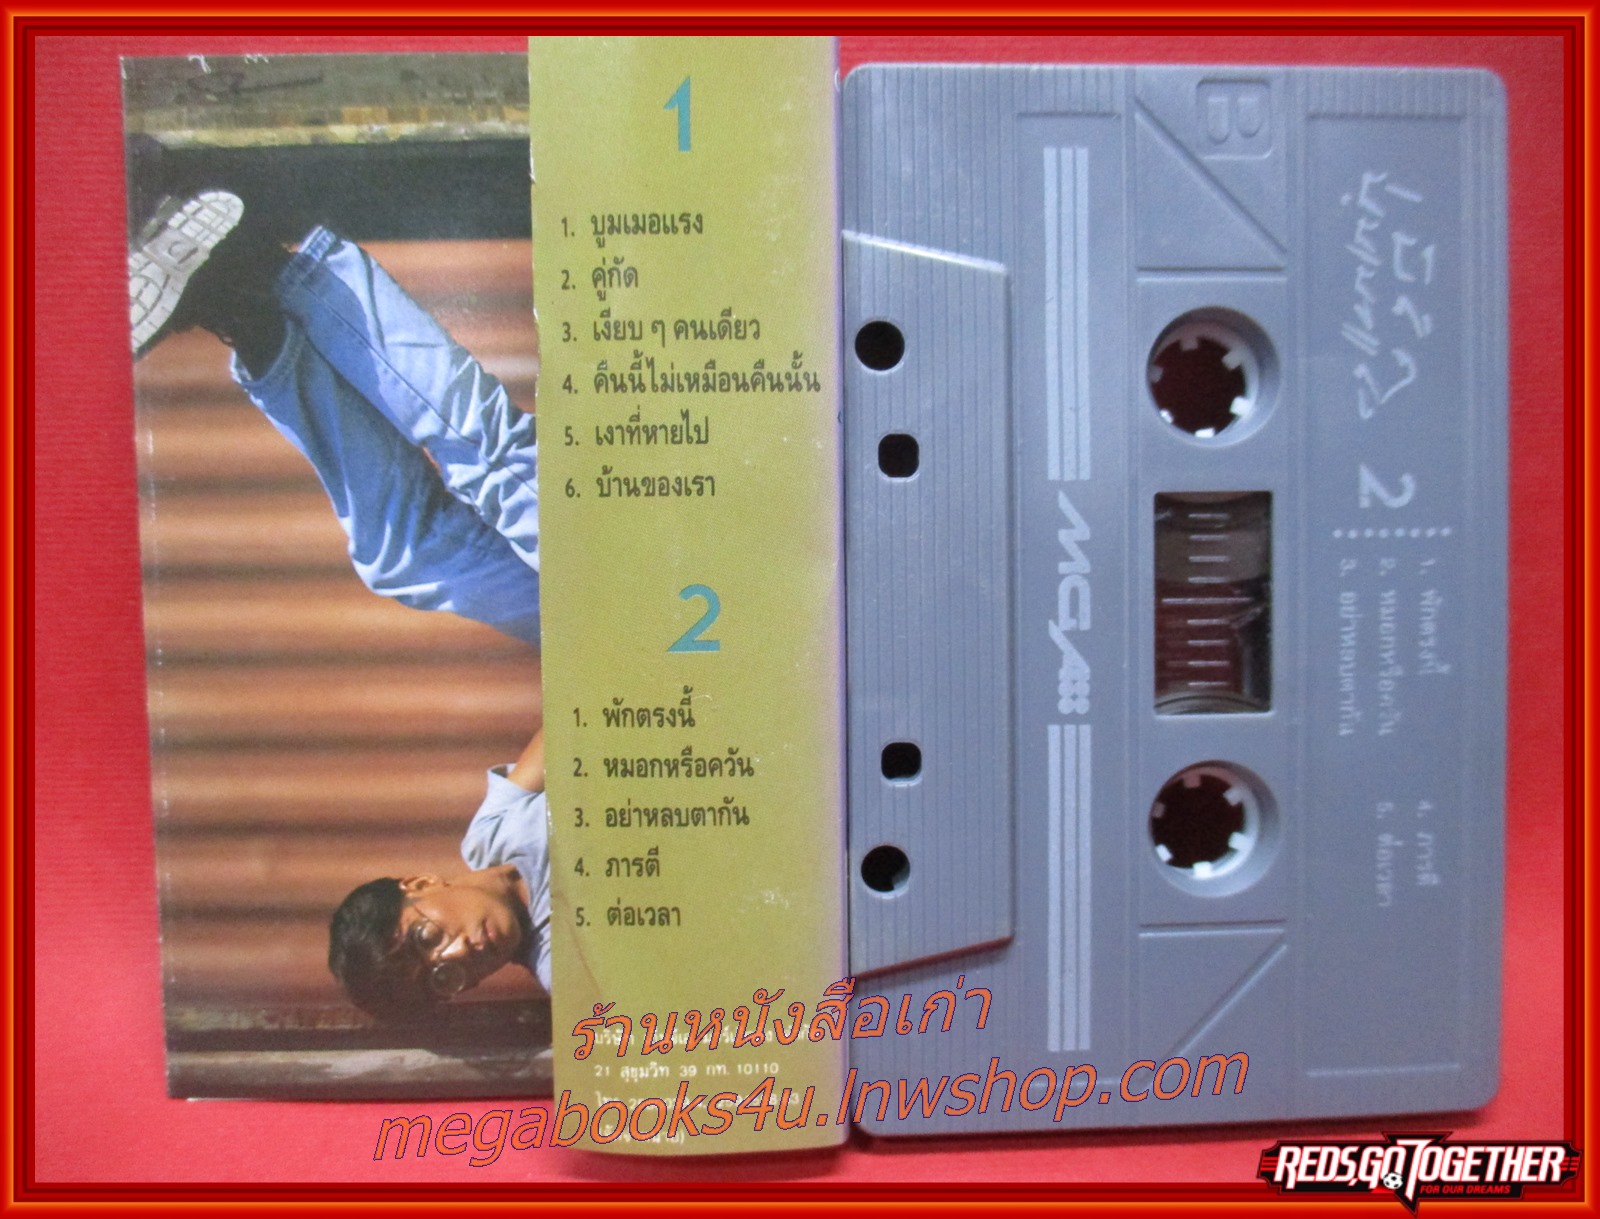 1
1. บูมเมอแรง
2. คู่กัด
3. เงียบ ๆ คนเดียว
4. คืนนี้ไม่เหมือนคืนนั้น
5. เงาที่หายไป
6. บ้านของเรา
2
1. พักตรงนี้
2. หมอกหรือควัน
3. อย่าหลบตากัน
4. ภารตี
5. ต่อเวลา
บริษัท
21 สุขุมวิท 39 กท. 10110
ร้านหนังสือเก่า
megabooks4u.lnwshop.com
B
เบิร์ด
2
1. พักตรงนี้
2. หมอกหรือควัน
3. อย่าหลบตากัน
4. ภารตี
5. ต่อเวลา
MGA
REDS,GO TOGETHER
FOR OUR DREAMS